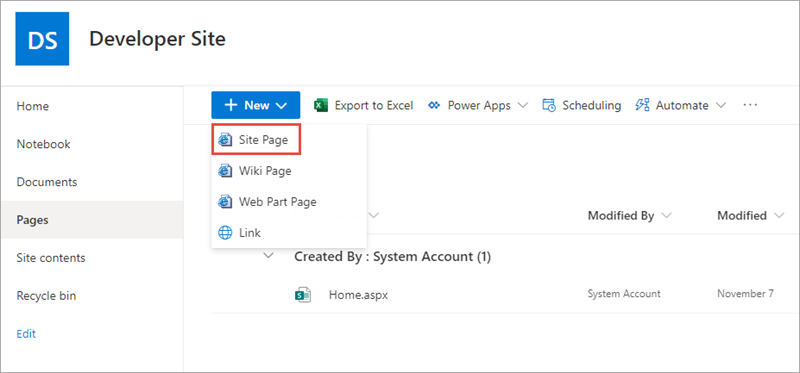 DS
Developer Site
Home
Notebook
Documents
Pages
Site contents
Recycle bin
Edit
New
Export to Excel
Power Apps
Scheduling
Automate
Site Page
Wiki Page
Web Part Page
Link
Modified By
Modified
Created By : System Account (1)
Home.aspx
System Account
November 7